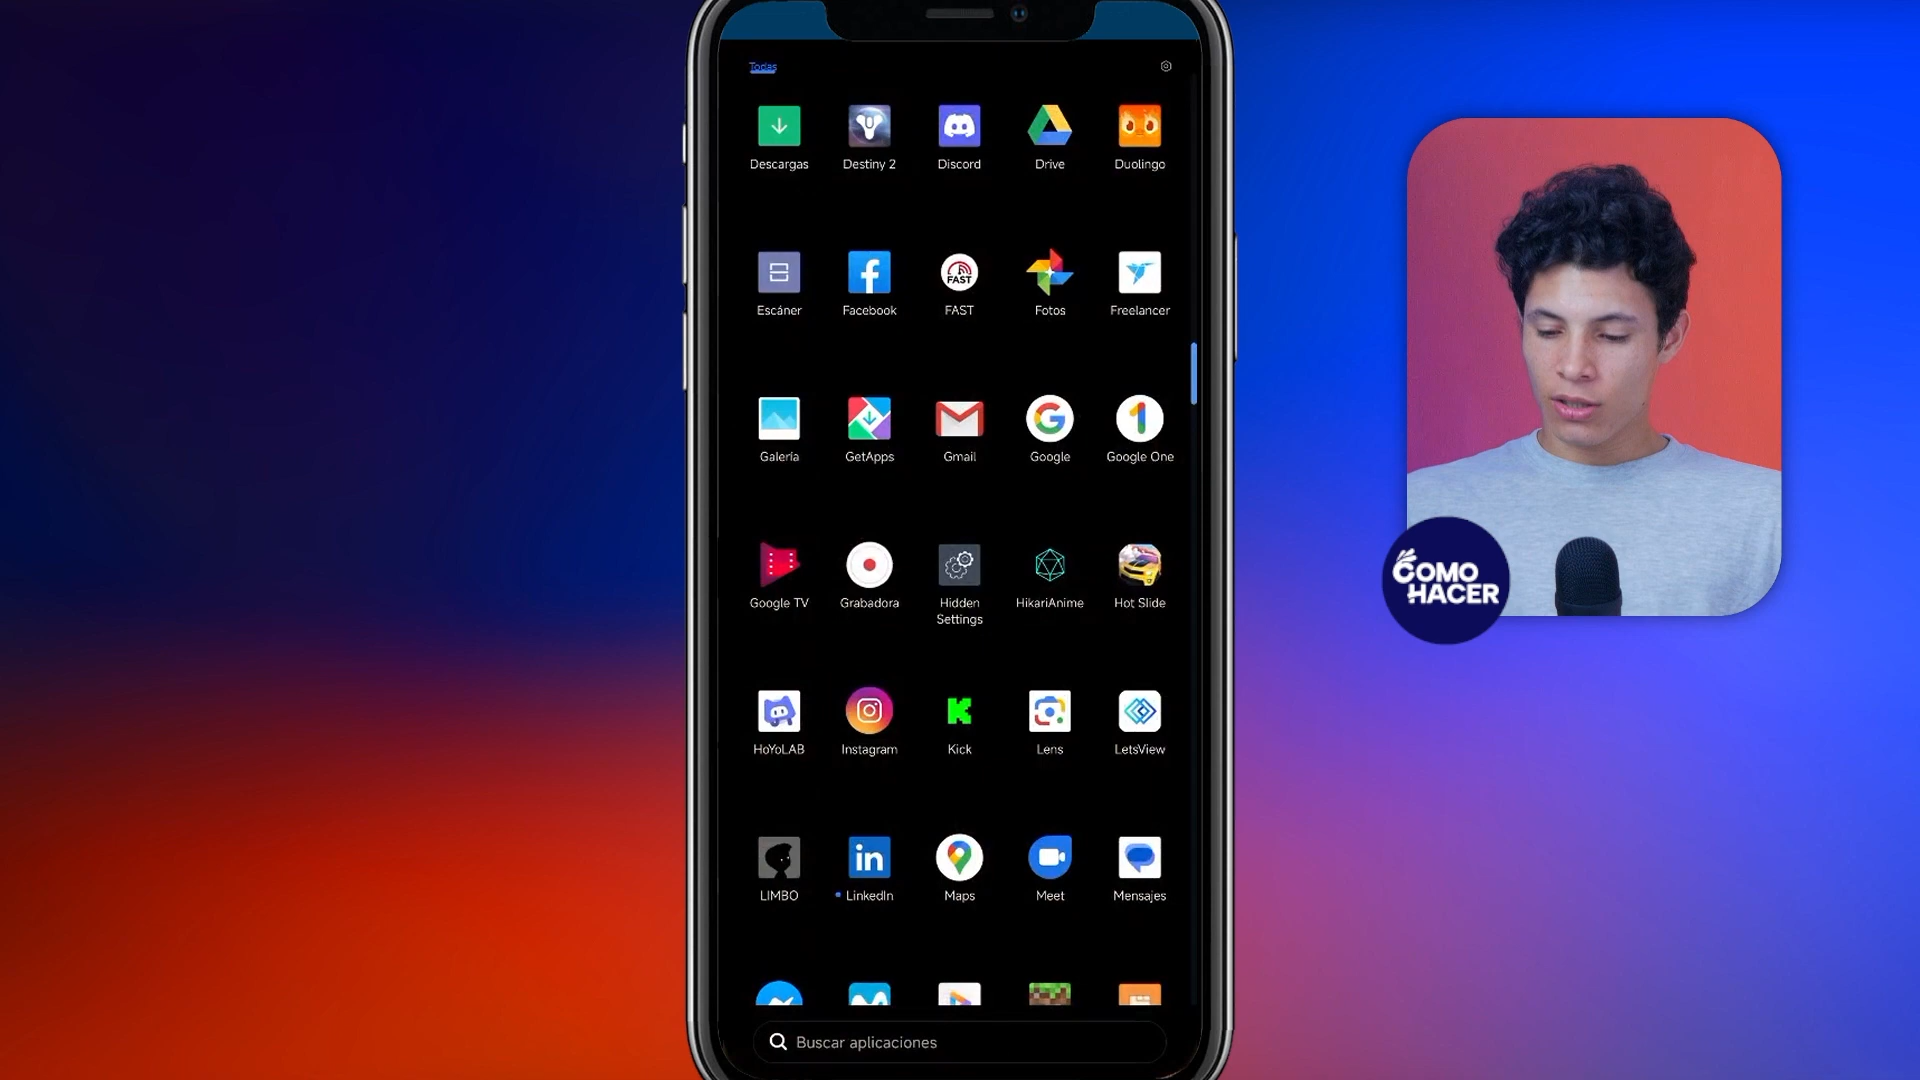 Todas
Descargas
Destiny 2
Discord
Drive
Duolingo
Escáner
Facebook
FAST
FAST
Fotos
Freelancer
Galería
GetApps
Gmail
Google
Google One
Google TV
Grabadora
Hidden
Settings
HikariAnime
Hot Slide
HoYoLAB
Instagram
Kick
Lens
LetsView
LIMBO
LinkedIn
Maps
Meet
Mensajes
Buscar aplicaciones
COMO
HACER